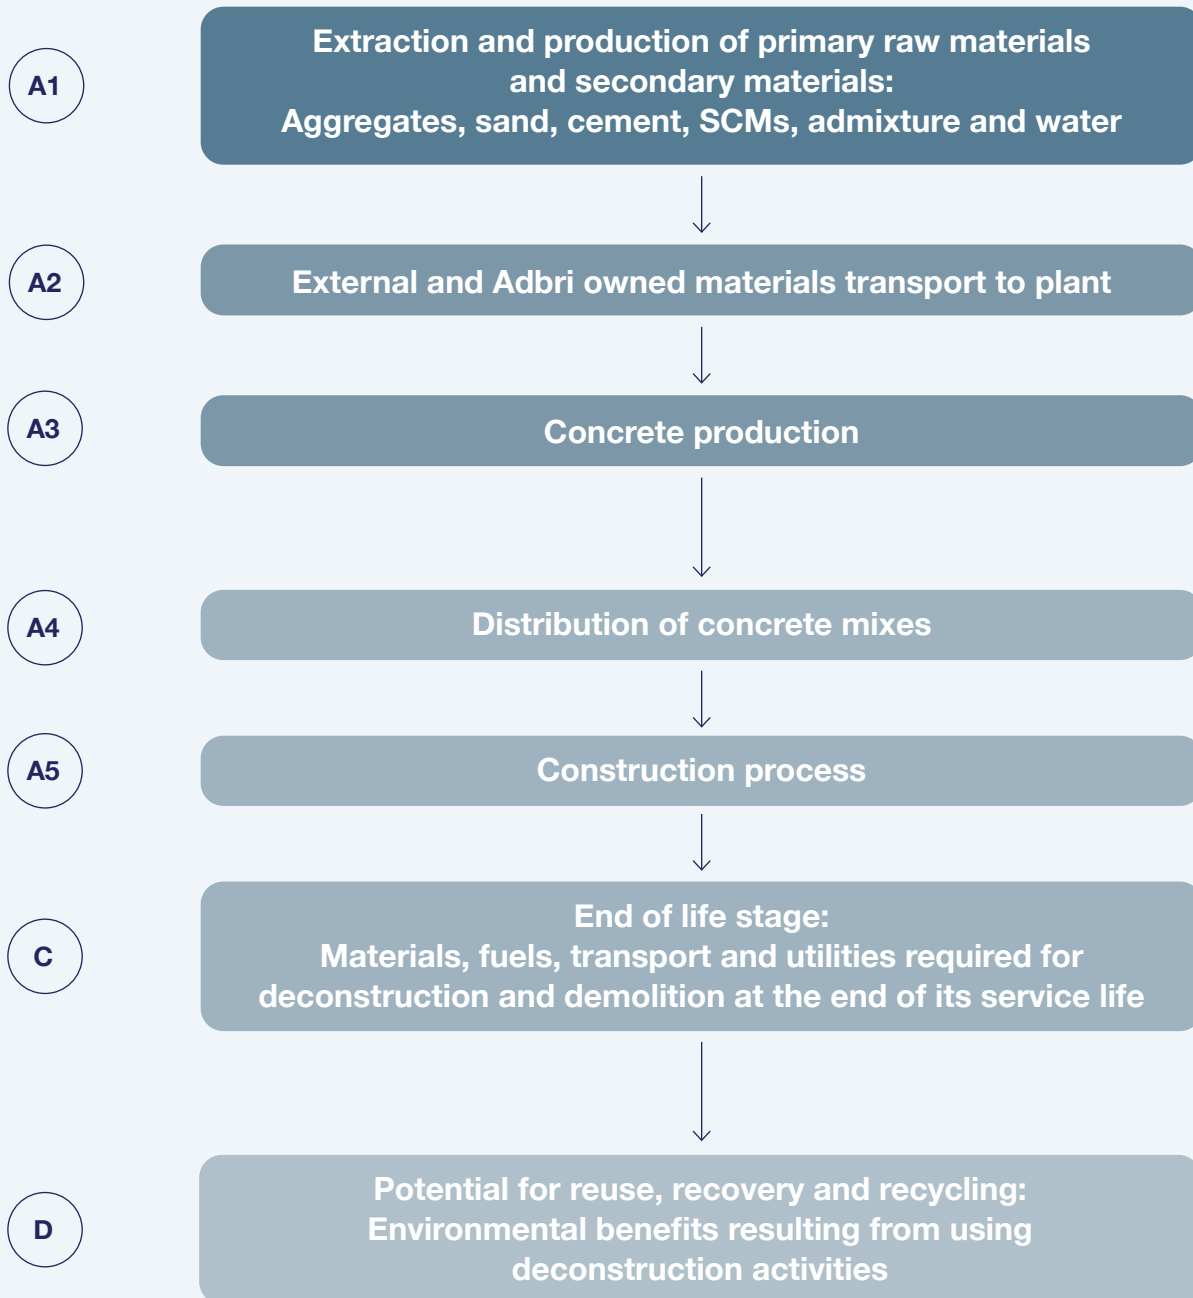 A1
Extraction and production of primary raw materials
and secondary materials:
Aggregates, sand, cement, SCMs, admixture and water
A2
External and Adbri owned materials transport to plant
A3
Concrete production
A4
Distribution of concrete mixes
A5
Construction process
C
End of life stage:
Materials, fuels, transport and utilities required for
deconstruction and demolition at the end of its service life
D
Potential for reuse, recovery and recycling:
Environmental benefits resulting from using
deconstruction activities